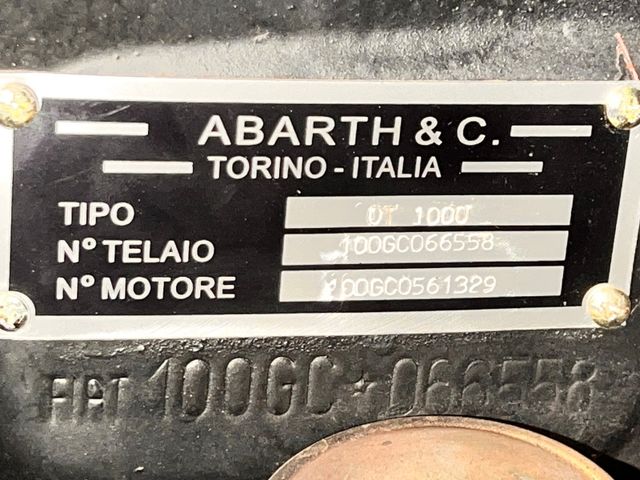 ABARTH & C.
TORINO - ITALIA
TIPO OT 1000
Nº TELAIO 100GC066558
Nº MOTORE 100GC0561329
FIAT 100GC*066558